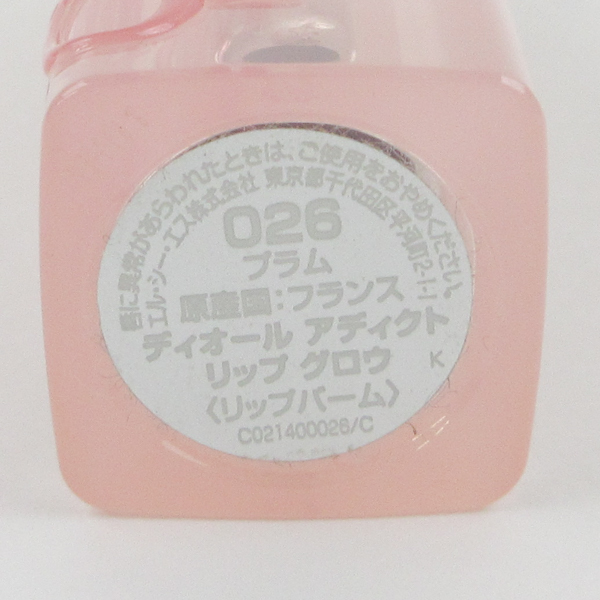 唇に異常があらわれたときは、ご使用をおやめください。
エル・シー・エス株式会社 東京都千代田区平河町2-1-1
026
プラム
原産国:フランス
ディオール アディクト
リップ グロウ
K
〈リップバーム〉
C021400026/C